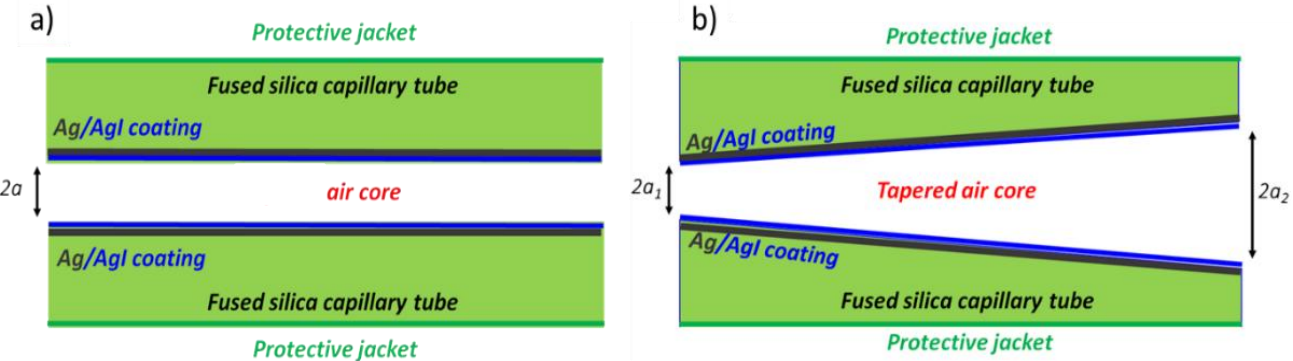 a)
Protective jacket
Fused silica capillary tube
Ag/AgI coating
2a
air core
Ag/AgI coating
Fused silica capillary tube
Protective jacket
b)
Protective jacket
Fused silica capillary tube
Ag/AgI coating
2a₁
Tapered air core
2a₂
Ag/AgI coating
Fused silica capillary tube
Protective jacket